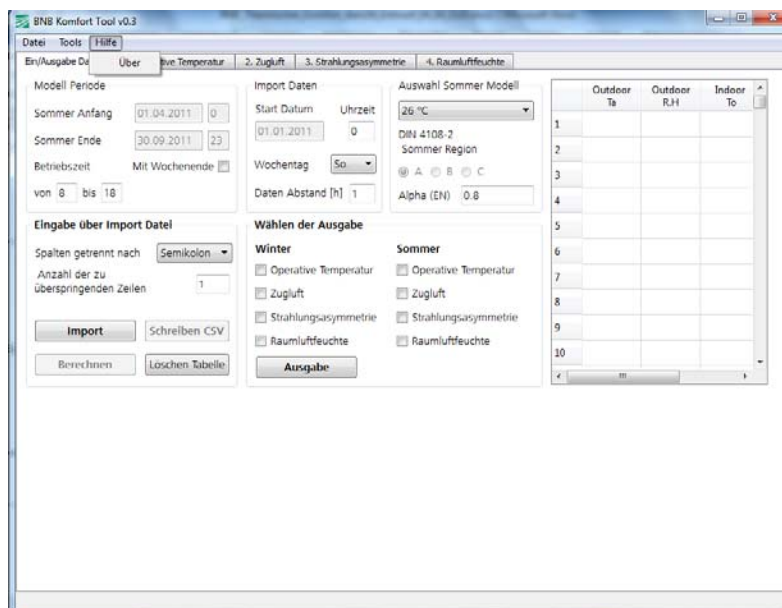 BNB Komfort Tool v0.3
Datei Tools Hilfe
Über
Ein/Ausgabe Da tive Temperatur 2. Zugluft 3. Strahlungsasymmetrie 4. Raumluftfeuchte
Modell Periode
Sommer Anfang 01.04.2011 0
Sommer Ende 30.09.2011 23
Betriebszeit Mit Wochenende
von 8 bis 18
Import Daten
Start Datum Uhrzeit
01.01.2011 0
Wochentag So
Daten Abstand [h] 1
Auswahl Sommer Modell
26 °C
DIN 4108-2
Sommer Region
A B C
Alpha (EN) 0.8
Eingabe über Import Datei
Spalten getrennt nach Semikolon
Anzahl der zu
überspringenden Zeilen 1
Import Schreiben CSV
Berechnen Löschen Tabelle
Wählen der Ausgabe
Winter Sommer
Operative Temperatur Operative Temperatur
Zugluft Zugluft
Strahlungsasymmetrie Strahlungsasymmetrie
Raumluftfeuchte Raumluftfeuchte
Ausgabe
Outdoor Outdoor Indoor
Ta R.H To
1
2
3
4
5
6
7
8
9
10